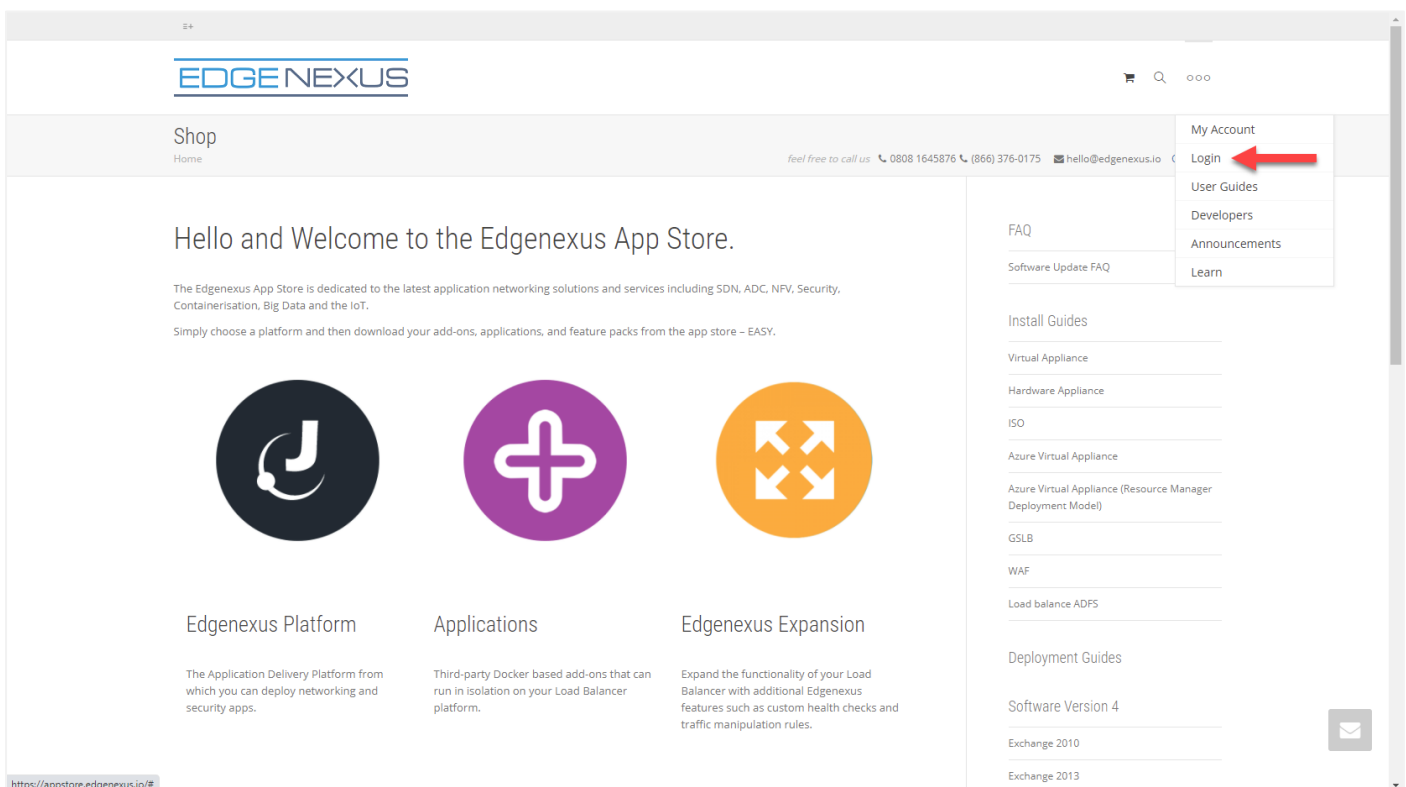 EDGENEXUS
Shop
Home
feel free to call us 0808 1645876 (866) 376-0175 hello@edgenexus.io
My Account
Login
User Guides
Developers
Announcements
Learn
Hello and Welcome to the Edgenexus App Store.
The Edgenexus App Store is dedicated to the latest application networking solutions and services including SDN, ADC, NFV, Security,
Containerisation, Big Data and the IoT.
Simply choose a platform and then download your add-ons, applications, and feature packs from the app store – EASY.
Edgenexus Platform
The Application Delivery Platform from
which you can deploy networking and
security apps.
Applications
Third-party Docker based add-ons that can
run in isolation on your Load Balancer
platform.
Edgenexus Expansion
Expand the functionality of your Load
Balancer with additional Edgenexus
features such as custom health checks and
traffic manipulation rules.
FAQ
Software Update FAQ
Install Guides
Virtual Appliance
Hardware Appliance
ISO
Azure Virtual Appliance
Azure Virtual Appliance (Resource Manager
Deployment Model)
GSLB
WAF
Load balance ADFS
Deployment Guides
Software Version 4
Exchange 2010
Exchange 2013
https://appstore.edgenexus.io/#